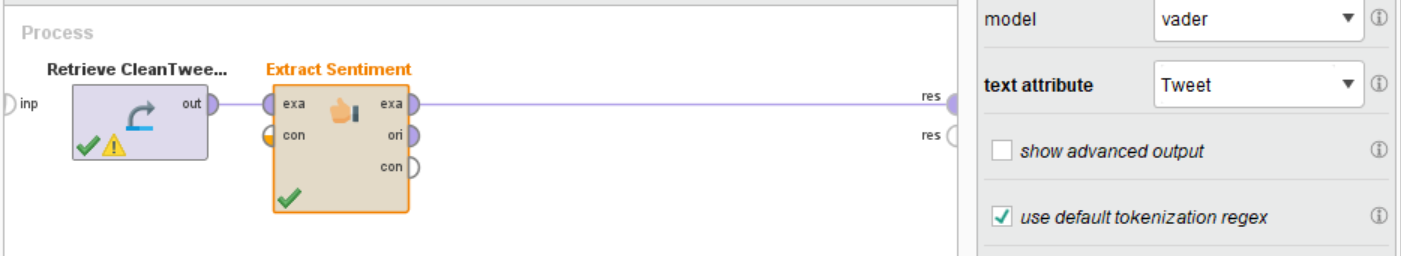 Process
Retrieve CleanTwee...
Extract Sentiment
inp
out
exa
exa
res
con
ori
res
con
model
vader
text attribute
Tweet
show advanced output
use default tokenization regex